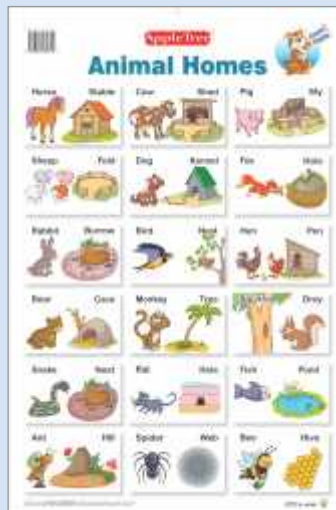 AppleTree
Animal Homes
Horse Stable Cow Shed Pig Sty
Sheep Fold Dog Kennel Fox Hole
Rabbit Burrow Bird Nest Hen Pen
Bear Cave Monkey Tree Squirrel Drey
Snake Nest Rat Hole Fish Pond
Ant Hill Spider Web Bee Hive